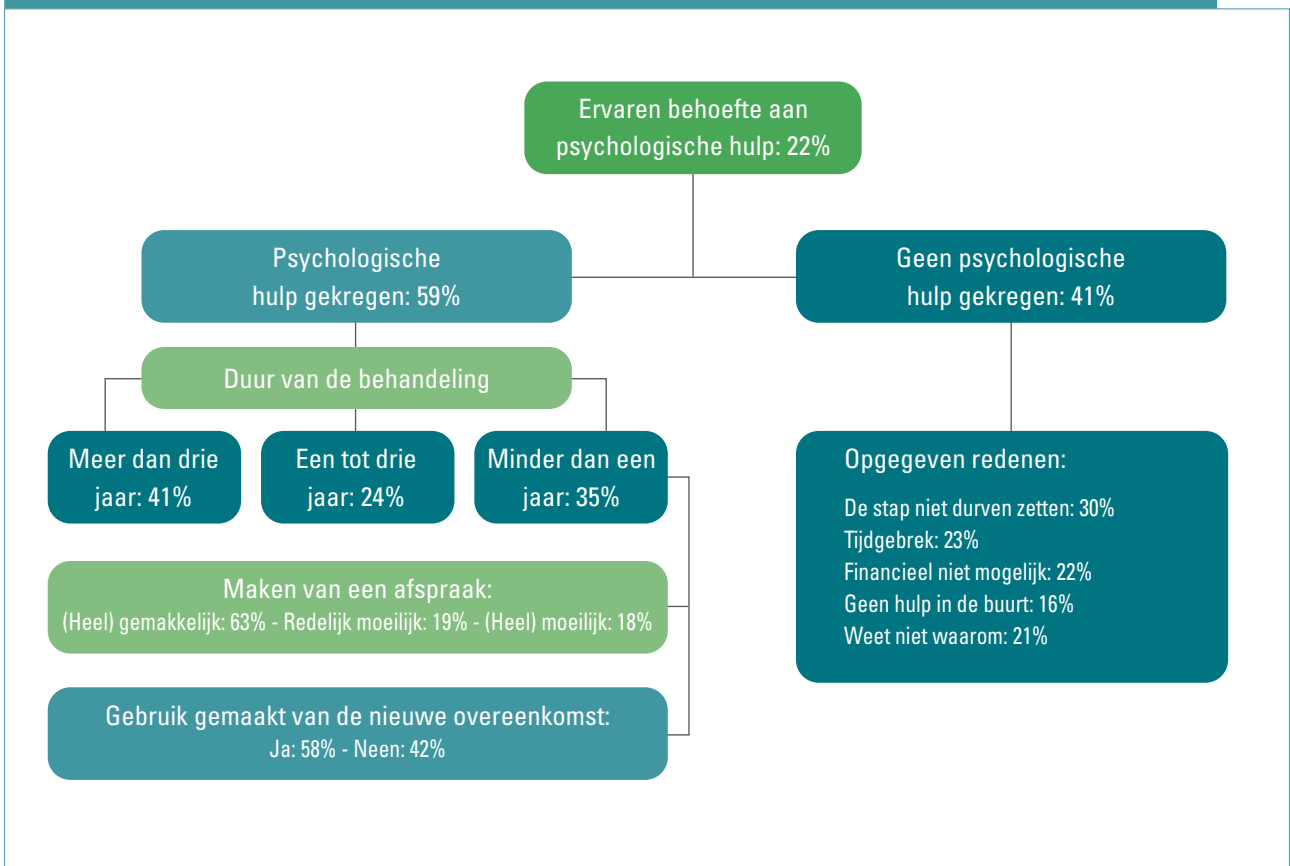 Ervaren behoefte aan
psychologische hulp: 22%
Psychologische
hulp gekregen: 59%
Geen psychologische
hulp gekregen: 41%
Duur van de behandeling
Meer dan drie
jaar: 41%
Een tot drie
jaar: 24%
Minder dan een
jaar: 35%
Maken van een afspraak:
(Heel) gemakkelijk: 63% - Redelijk moeilijk: 19% - (Heel) moeilijk: 18%
Gebruik gemaakt van de nieuwe overeenkomst:
Ja: 58% - Neen: 42%
Opgegeven redenen:
De stap niet durven zetten: 30%
Tijdgebrek: 23%
Financieel niet mogelijk: 22%
Geen hulp in de buurt: 16%
Weet niet waarom: 21%